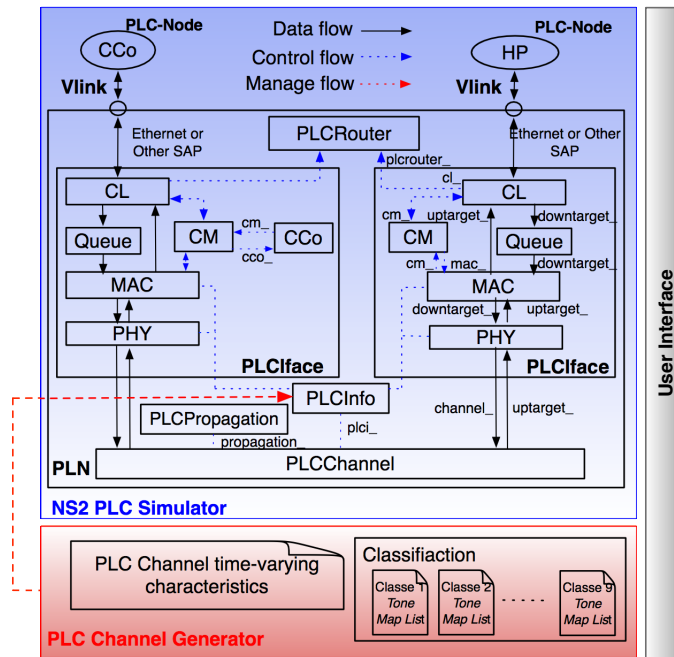 PLC-Node
PLC-Node
CCo
Data flow
HP
Control flow
Vlink
Manage flow
Vlink
Ethernet or
Other SAP
PLCRouter
Ethernet or Other
SAP
plcrouter_
cl_
CL
CL
cm_
cm_
uptarget_
downtarget_
Queue
CM
CCo
CM
Queue
cco_
cm_
mac_
downtarget_
MAC
MAC
downtarget_
uptarget_
PHY
PHY
PLCIface
PLCIface
PLCInfo
PLCPropagation
channel_
uptarget_
plci_
propagation_
PLN
PLCChannel
NS2 PLC Simulator
User Interface
PLC Channel time-varying
characteristics
Classifiaction
Classe 1
Tone
Map List
Classe 2
Tone
Map List
......
Classe 9
Tone
Map List
PLC Channel Generator